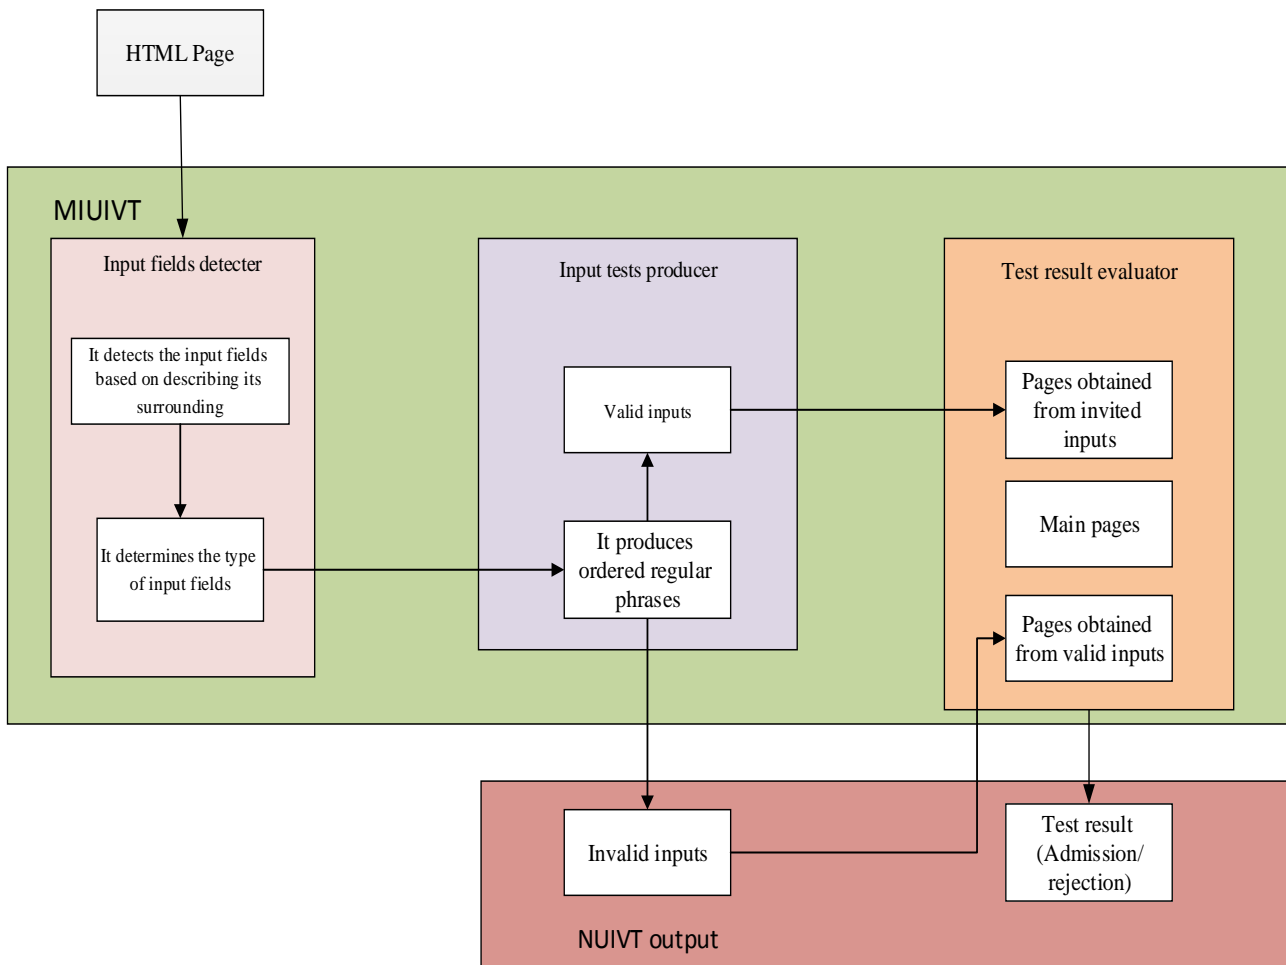 HTML Page
MIUIVT
Input fields detecter
It detects the input fields
based on describing its
surrounding
It determines the type
of input fields
Input tests producer
Valid inputs
It produces
ordered regular
phrases
Test result evaluator
Pages obtained
from invited
inputs
Main pages
Pages obtained
from valid inputs
Invalid inputs
Test result
(Admission/
rejection)
NUIVT output